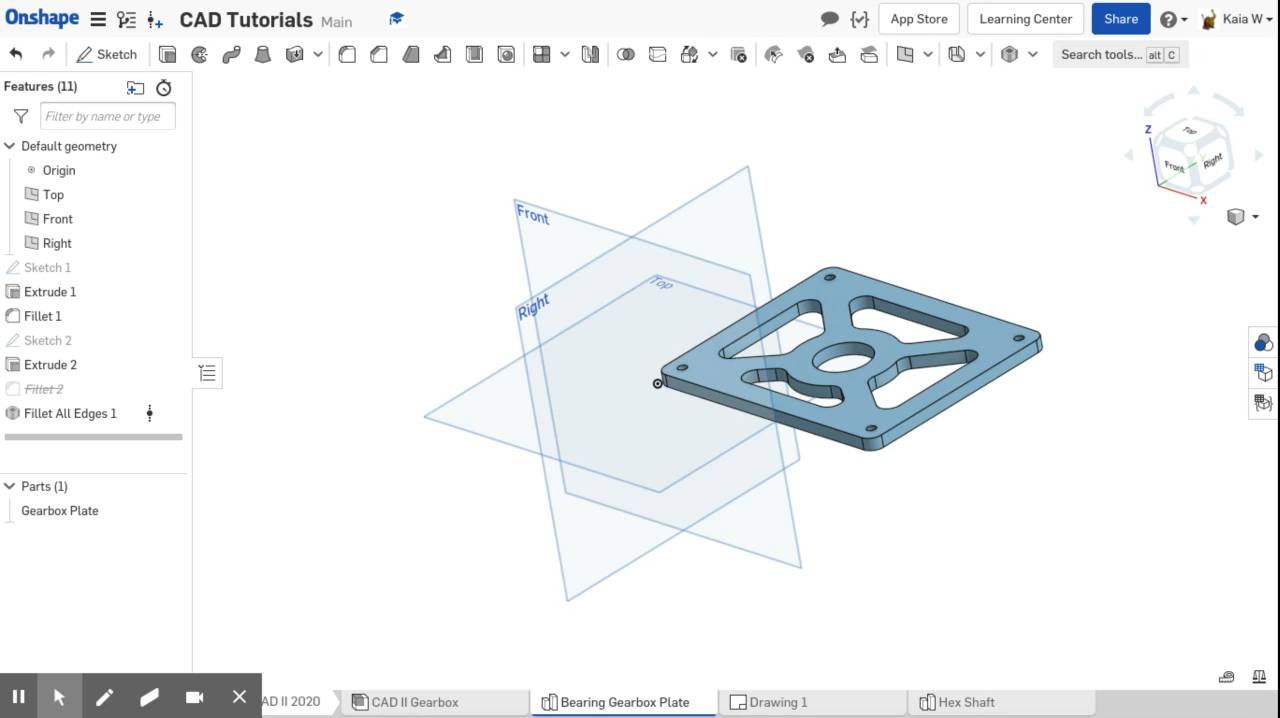 Onshape CAD Tutorials Main App Store Learning Center Share Kaia W
Sketch Search tools... alt C
Features (11)
Filter by name or type
Default geometry
Origin
Top
Front
Right
Sketch 1
Extrude 1
Fillet 1
Sketch 2
Extrude 2
Fillet 2
Fillet All Edges 1
Parts (1)
Gearbox Plate
Front
Right
Top
Z
Top
Front
Right
X
AD II 2020 CAD II Gearbox Bearing Gearbox Plate Drawing 1 Hex Shaft